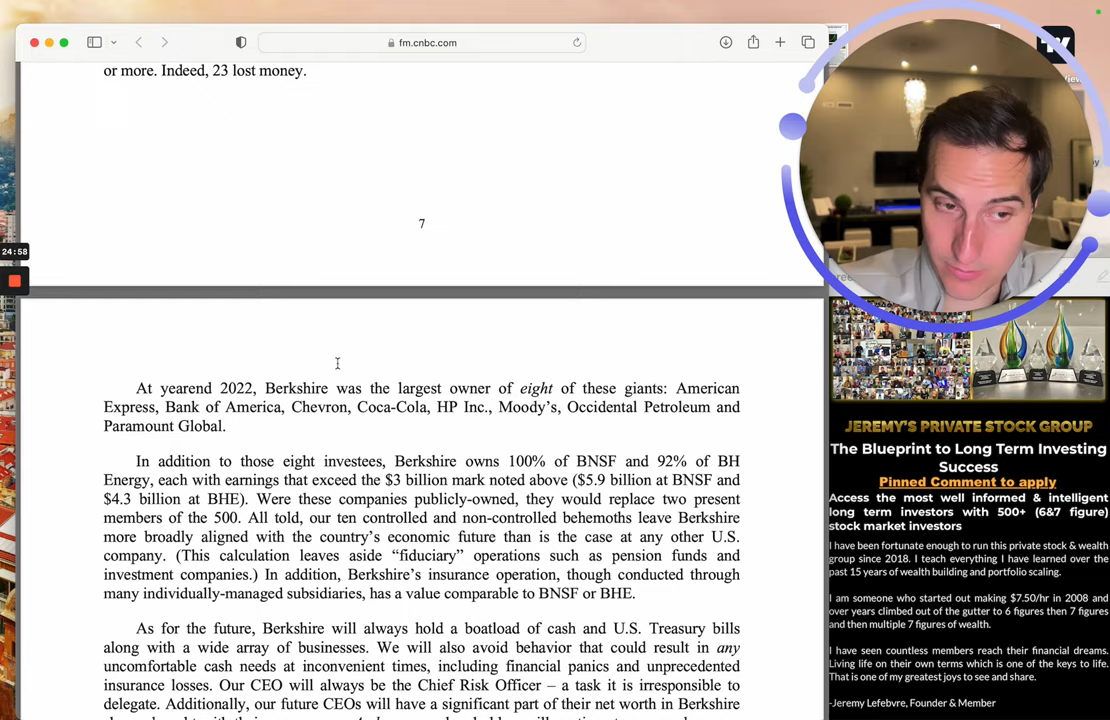 fm.cnbc.com
or more. Indeed, 23 lost money.
7
24:58
At yearend 2022, Berkshire was the largest owner of eight of these giants: American
Express, Bank of America, Chevron, Coca-Cola, HP Inc., Moody's, Occidental Petroleum and
Paramount Global.
In addition to those eight investees, Berkshire owns 100% of BNSF and 92% of BH
Energy, each with earnings that exceed the $3 billion mark noted above ($5.9 billion at BNSF and
$4.3 billion at BHE). Were these companies publicly-owned, they would replace two present
members of the 500. All told, our ten controlled and non-controlled behemoths leave Berkshire
more broadly aligned with the country's economic future than is the case at any other U.S.
company. (This calculation leaves aside “fiduciary” operations such as pension funds and
investment companies.) In addition, Berkshire's insurance operation, though conducted through
many individually-managed subsidiaries, has a value comparable to BNSF or BHE.
As for the future, Berkshire will always hold a boatload of cash and U.S. Treasury bills
along with a wide array of businesses. We will also avoid behavior that could result in any
uncomfortable cash needs at inconvenient times, including financial panics and unprecedented
insurance losses. Our CEO will always be the Chief Risk Officer – a task it is irresponsible to
delegate. Additionally, our future CEOs will have a significant part of their net worth in Berkshire
JEREMY'S PRIVATE STOCK GROUP
The Blueprint to Long Term Investing
Success
Pinned Comment to apply
Access the most well informed & intelligent
long term investors with 500+ (6&7 figure)
stock market investors
I have been fortunate enough to run this private stock & wealth
group since 2018. I teach everything I have learned over the
past 15 years of wealth building and portfolio scaling.
I am someone who started out making $7.50/hr in 2008 and
over years climbed out of the gutter to 6 figures then 7 figures
and then multiple 7 figures of wealth.
I have seen countless members reach their financial dreams.
Living life on their own terms which is one of the keys to life.
That is one of my greatest joys to see and share.
-Jeremy Lefebvre, Founder & Member